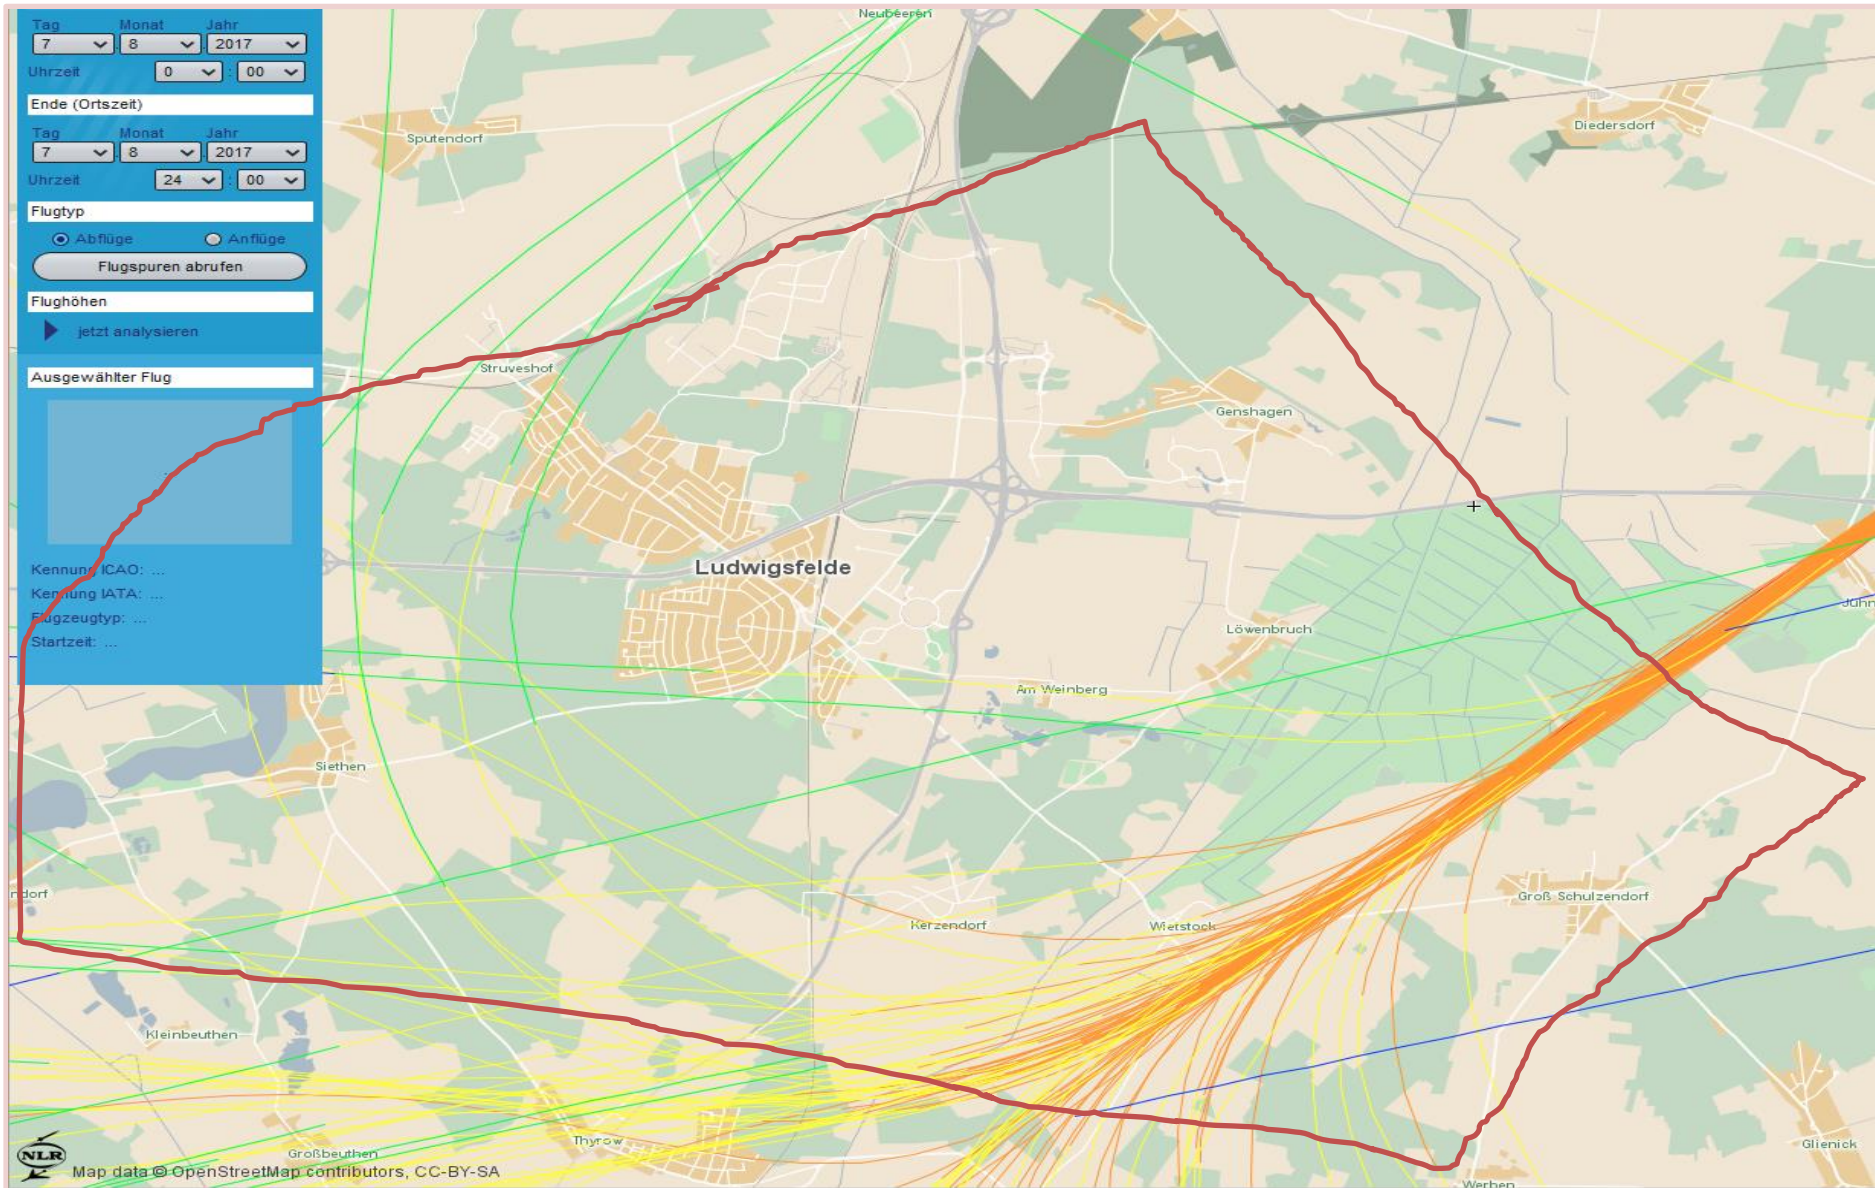 Tag Monat Jahr
7 8 2017
Uhrzeit 0 : 00
Ende (Ortszeit)
Tag Monat Jahr
7 8 2017
Uhrzeit 24 : 00
Flugtyp
Abflüge Anflüge
Flugspuren abrufen
Flughöhen
jetzt analysieren
Ausgewählter Flug
Kennung ICAO: ...
Kennung IATA: ...
Flugzeugtyp: ...
Startzeit: ...
Neubeeren
Sputendorf
Diedersdorf
Struveshof
Genshagen
Ludwigsfelde
Löwenbruch
Jühn
Am Weinberg
Siethen
ndorf
Kerzendorf
Wietstock
Groß Schulzendorf
Kleinbeuthen
Thyrow
Großbeuthen
Glienick
Werben
NLR
Map data © OpenStreetMap contributors, CC-BY-SA